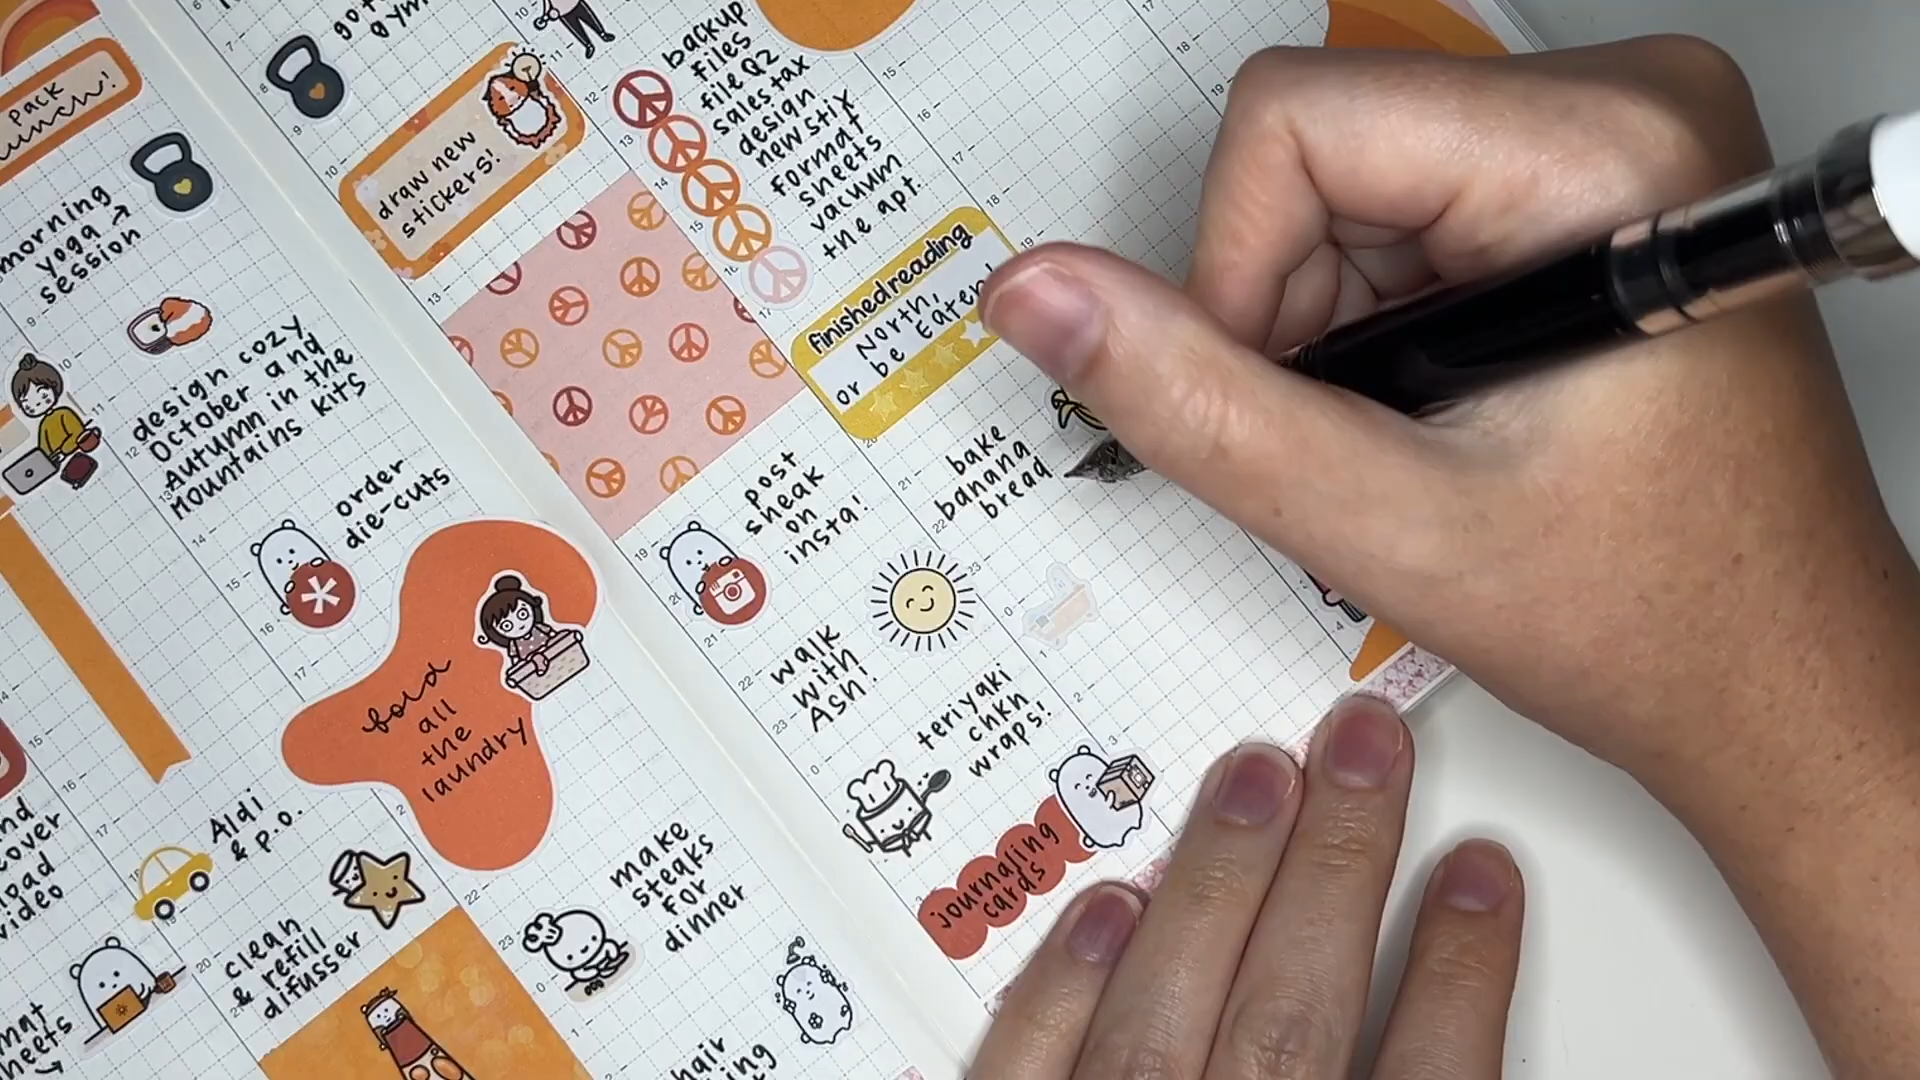 pack
lunch!
morning
yoga →
session
design cozy
October and
Autumn in the
Mountains kits
order
die-cuts
Aldi
& p.o.
clean
& refill
difusser
video
draw new
stickers!
fold
all
the
laundry
make
steaks
for
dinner
hair
backup
files
file Q2
sales tax
design
new stix
format
sheets
vacuum
the apt.
post
sneak
on
insta!
walk
with
Ash!
finished reading
North,
or be Eaten!
bake
banana
bread
teriyaki
chkn
wraps!
journaling
cards